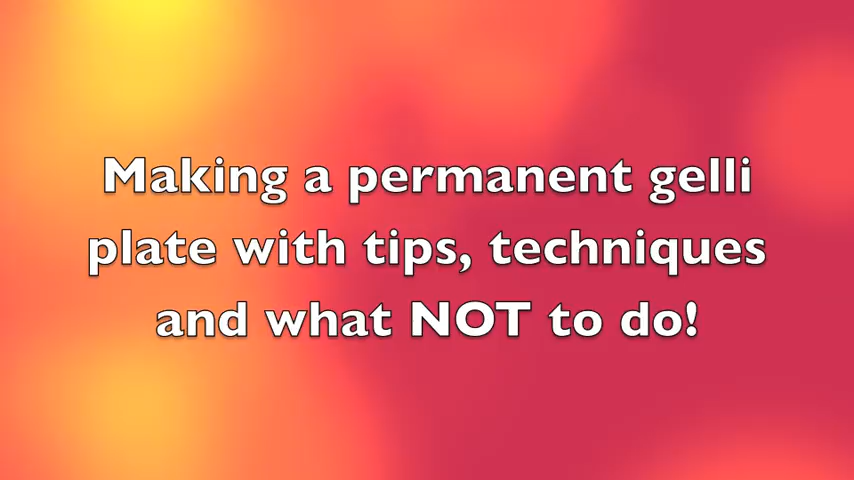 Making a permanent gelli
plate with tips, techniques
and what NOT to do!